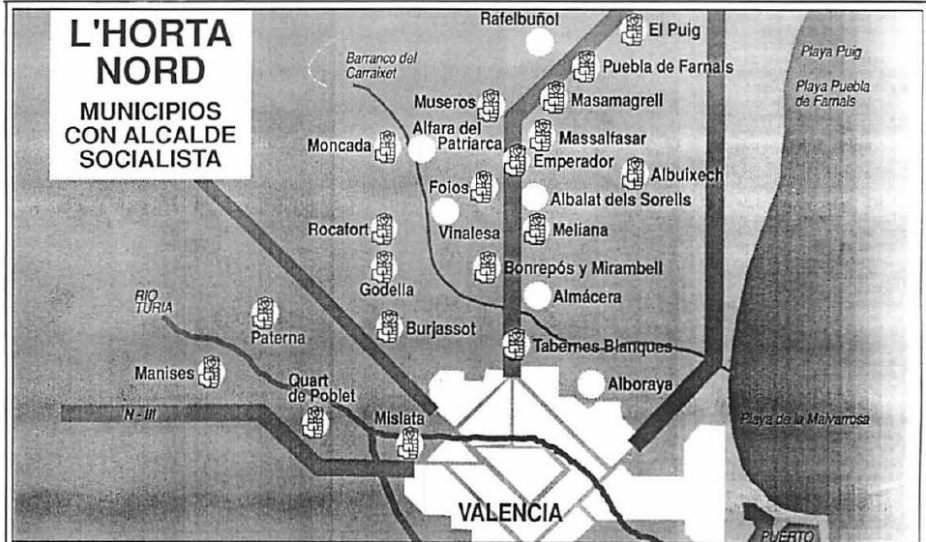 L'HORTA
NORD
MUNICIPIOS
CON ALCALDE
SOCIALISTA
Rafelbuñol
El Puig
Playa Puig
Barranco del
Carraixet
Puebla de Farnals
Playa Puebla
de Farnals
Museros
Masamagrell
Alfara del
Patriarca
Massalfasar
Moncada
Emperador
Albuixech
Foios
Albalat dels Sorells
Rocafort
Vinalesa
Meliana
Godella
Bonrepós y Mirambell
Almácera
RIO
TURIA
Paterna
Burjassot
Tabernes Blanques
Manises
Quart
de Poblet
Alboraya
N - III
Mislata
Playa de la Malvarrosa
VALENCIA
PUERTO